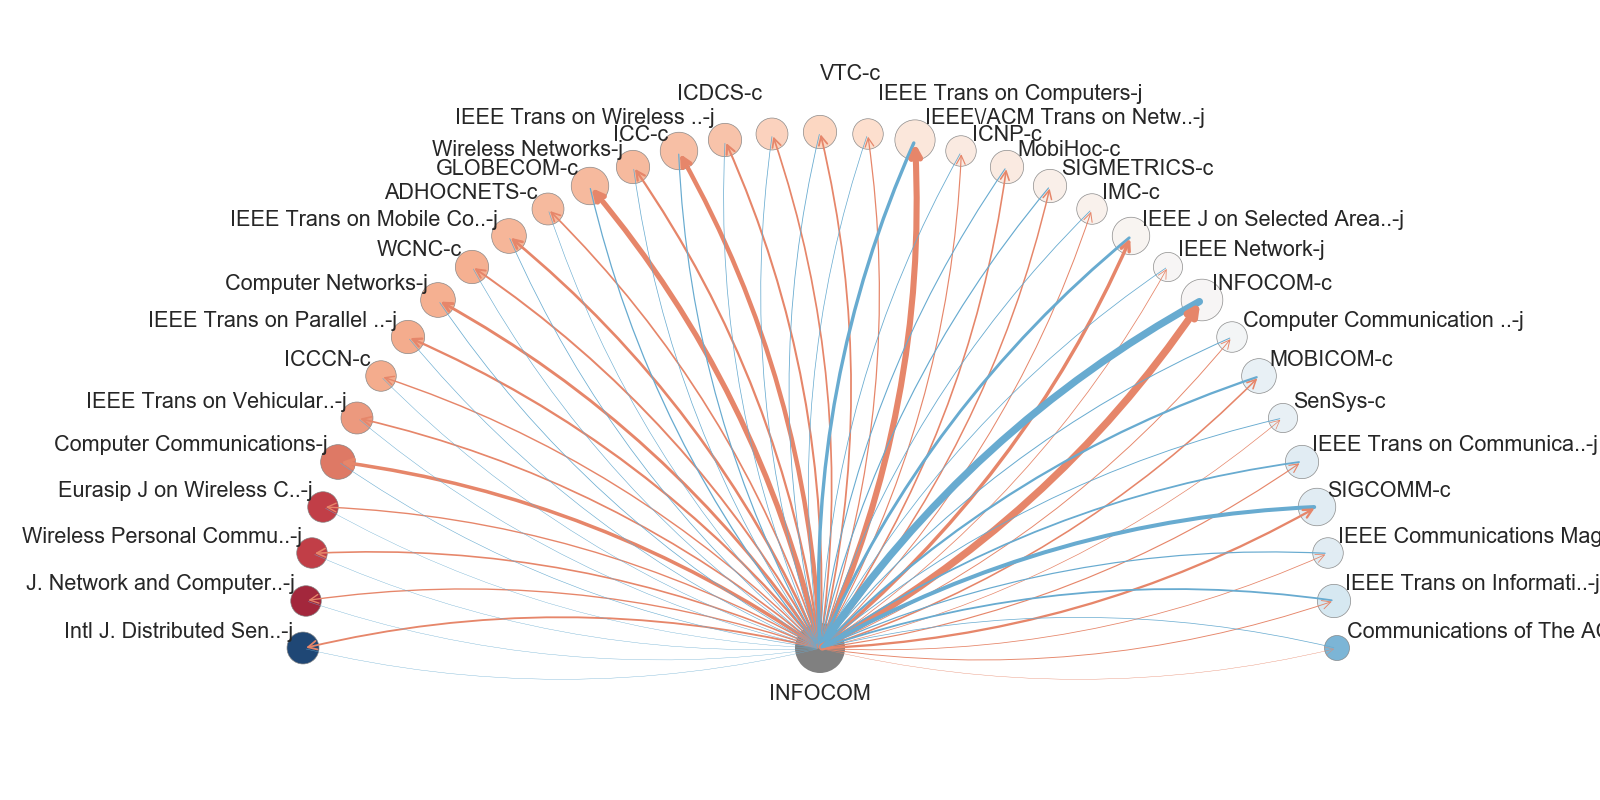 VTC-c
ICDCS-c
IEEE Trans on Computers-j
IEEE Trans on Wireless ..-j
IEEE\/ACM Trans on Netw..-j
ICC-c
ICNP-c
Wireless Networks-j
MobiHoc-c
GLOBECOM-c
SIGMETRICS-c
ADHOCNETS-c
IMC-c
IEEE Trans on Mobile Co..-j
IEEE J on Selected Area..-j
WCNC-c
IEEE Network-j
Computer Networks-j
INFOCOM-c
IEEE Trans on Parallel ..-j
Computer Communication ..-j
ICCCN-c
MOBICOM-c
IEEE Trans on Vehicular..-j
SenSys-c
Computer Communications-j
IEEE Trans on Communica..-j
Eurasip J on Wireless C..-j
SIGCOMM-c
Wireless Personal Commu..-j
IEEE Communications Mag
J. Network and Computer..-j
IEEE Trans on Informati..-j
Intl J. Distributed Sen..-j
Communications of The AC
INFOCOM